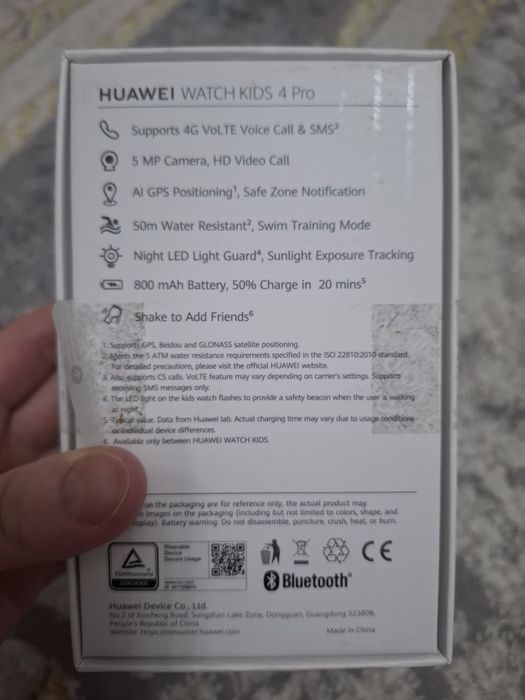 HUAWEI WATCH KIDS 4 Pro
Supports 4G VoLTE Voice Call & SMS³
5 MP Camera, HD Video Call
AI GPS Positioning¹, Safe Zone Notification
50m Water Resistant², Swim Training Mode
Night LED Light Guard⁴, Sunlight Exposure Tracking
800 mAh Battery, 50% Charge in 20 mins⁵
Shake to Add Friends⁶
1. Supports GPS, Beidou and GLONASS satellite positioning.
2. Meets the 5 ATM water resistance requirements specified in the ISO 22810:2010 standard.
For detailed precautions, please visit the official HUAWEI website.
3. Also supports CS calls. VoLTE feature may vary depending on carrier's settings. Supports
receiving SMS messages only.
4. The LED light on the kids watch flashes to provide a safety beacon when the user is walking
at night.
5. Typical value. Data from Huawei lab. Actual charging time may vary due to usage conditions
or individual device differences.
6. Available only between HUAWEI WATCH KIDS.
on the packaging are for reference only, the actual product may
images on the packaging (including but not limited to colors, shape, and
display). Battery warning: Do not disassemble, puncture, crush, heat, or burn.
TÜVRheinland
CERTIFIED
Wearable
Device
Secure Usage
CE
Bluetooth®
Huawei Device Co., Ltd.
No.2 of Xincheng Road, Songshan Lake Zone, Dongguan, Guangdong 523808,
People's Republic of China
Website: https://consumer.huawei.com
Made in China